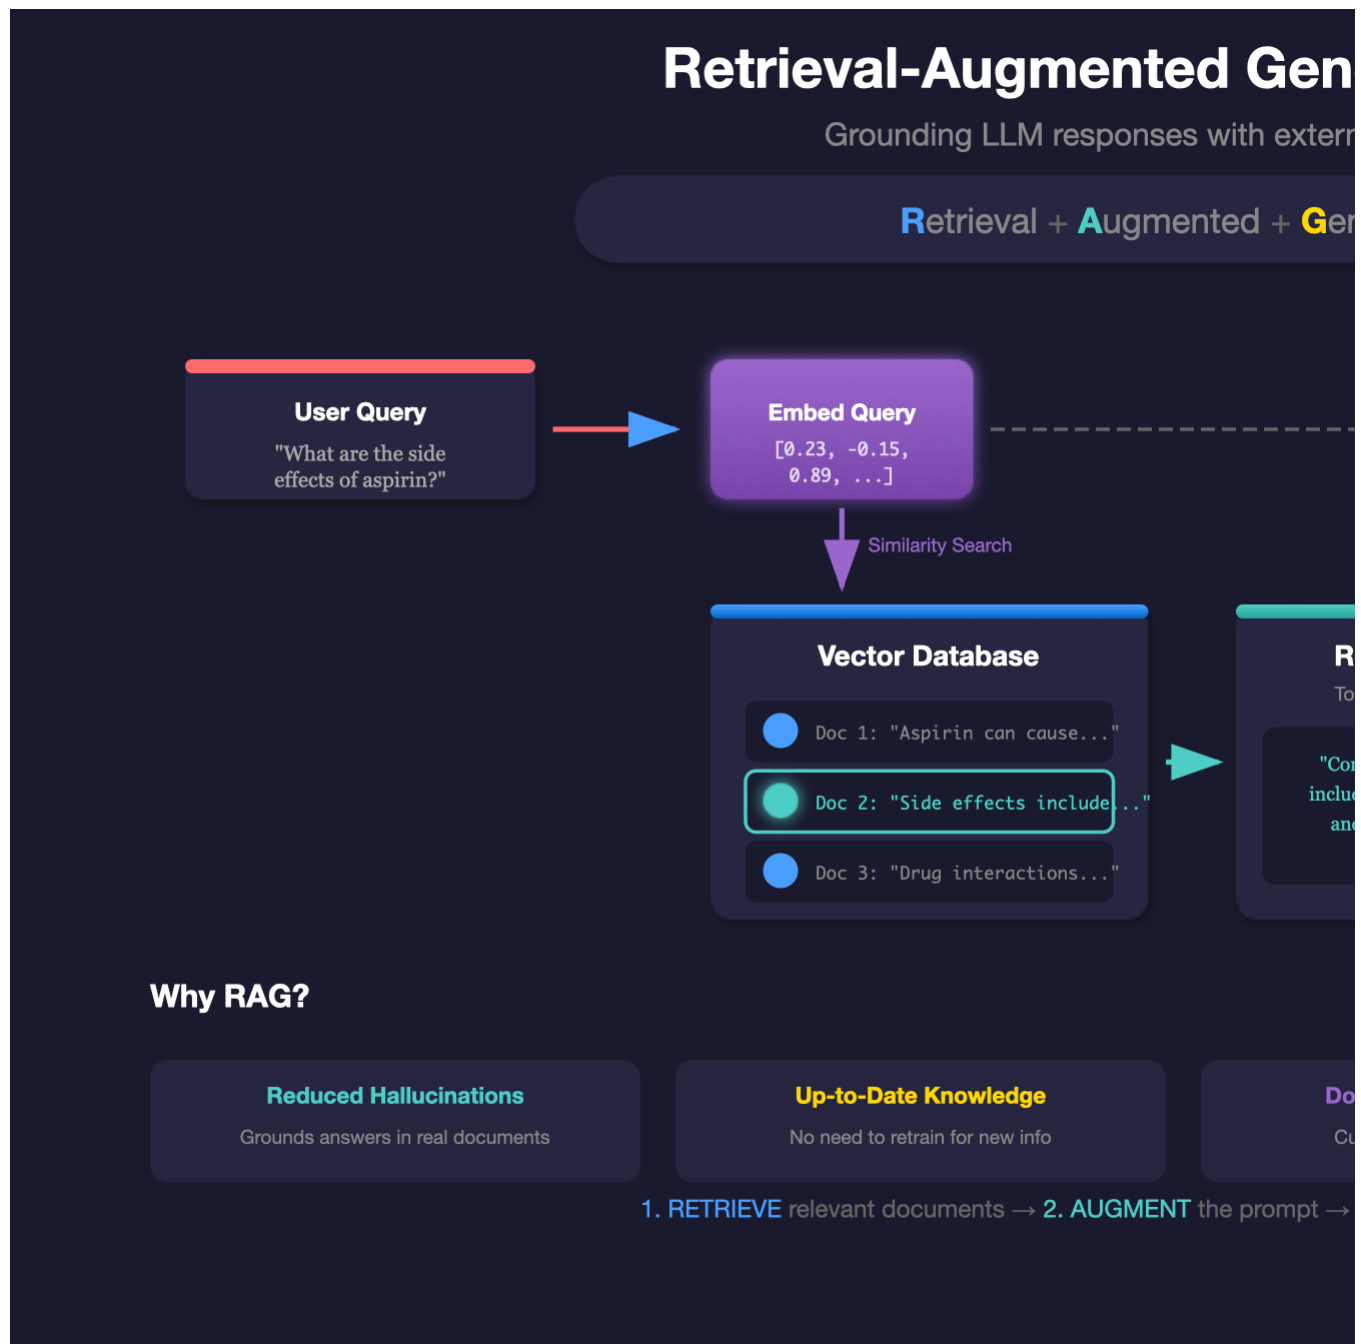 Retrieval-Augmented Gen
Grounding LLM responses with extern
Retrieval + Augmented + Gen
User Query
"What are the side
effects of aspirin?"
Embed Query
[0.23, -0.15,
0.89, ...]
Similarity Search
Vector Database
Doc 1: "Aspirin can cause..."
Doc 2: "Side effects include..."
Doc 3: "Drug interactions..."
R
To
"Con
includ
and
Why RAG?
Reduced Hallucinations
Grounds answers in real documents
Up-to-Date Knowledge
No need to retrain for new info
Do
Cu
1. RETRIEVE relevant documents → 2. AUGMENT the prompt →